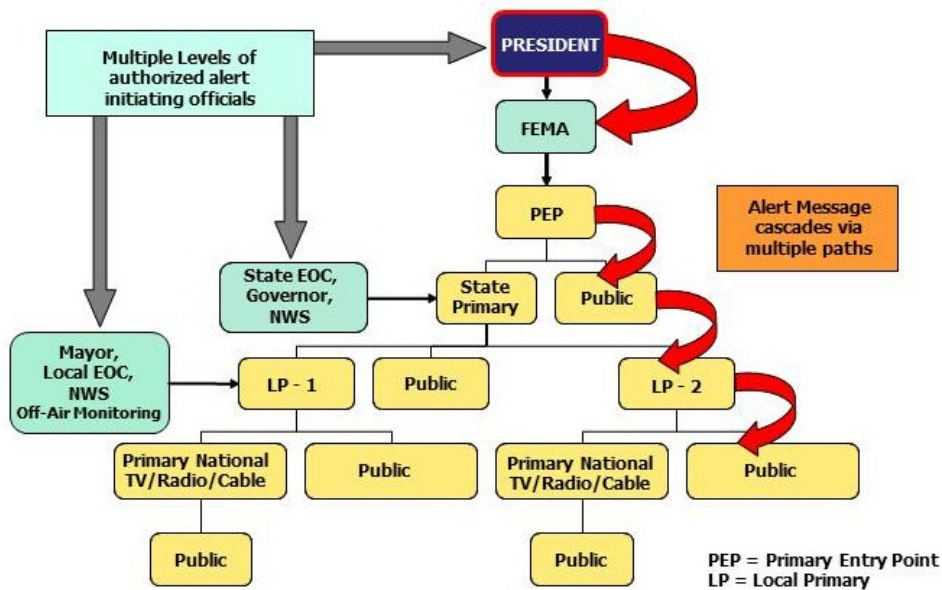 Multiple Levels of
authorized alert
initiating officials
PRESIDENT
FEMA
PEP
Alert Message
cascades via
multiple paths
State EOC,
Governor,
NWS
State
Primary
Public
Mayor,
Local EOC,
NWS
Off-Air Monitoring
LP - 1
Public
LP - 2
Primary National
TV/Radio/Cable
Public
Primary National
TV/Radio/Cable
Public
Public
Public
PEP = Primary Entry Point
LP = Local Primary